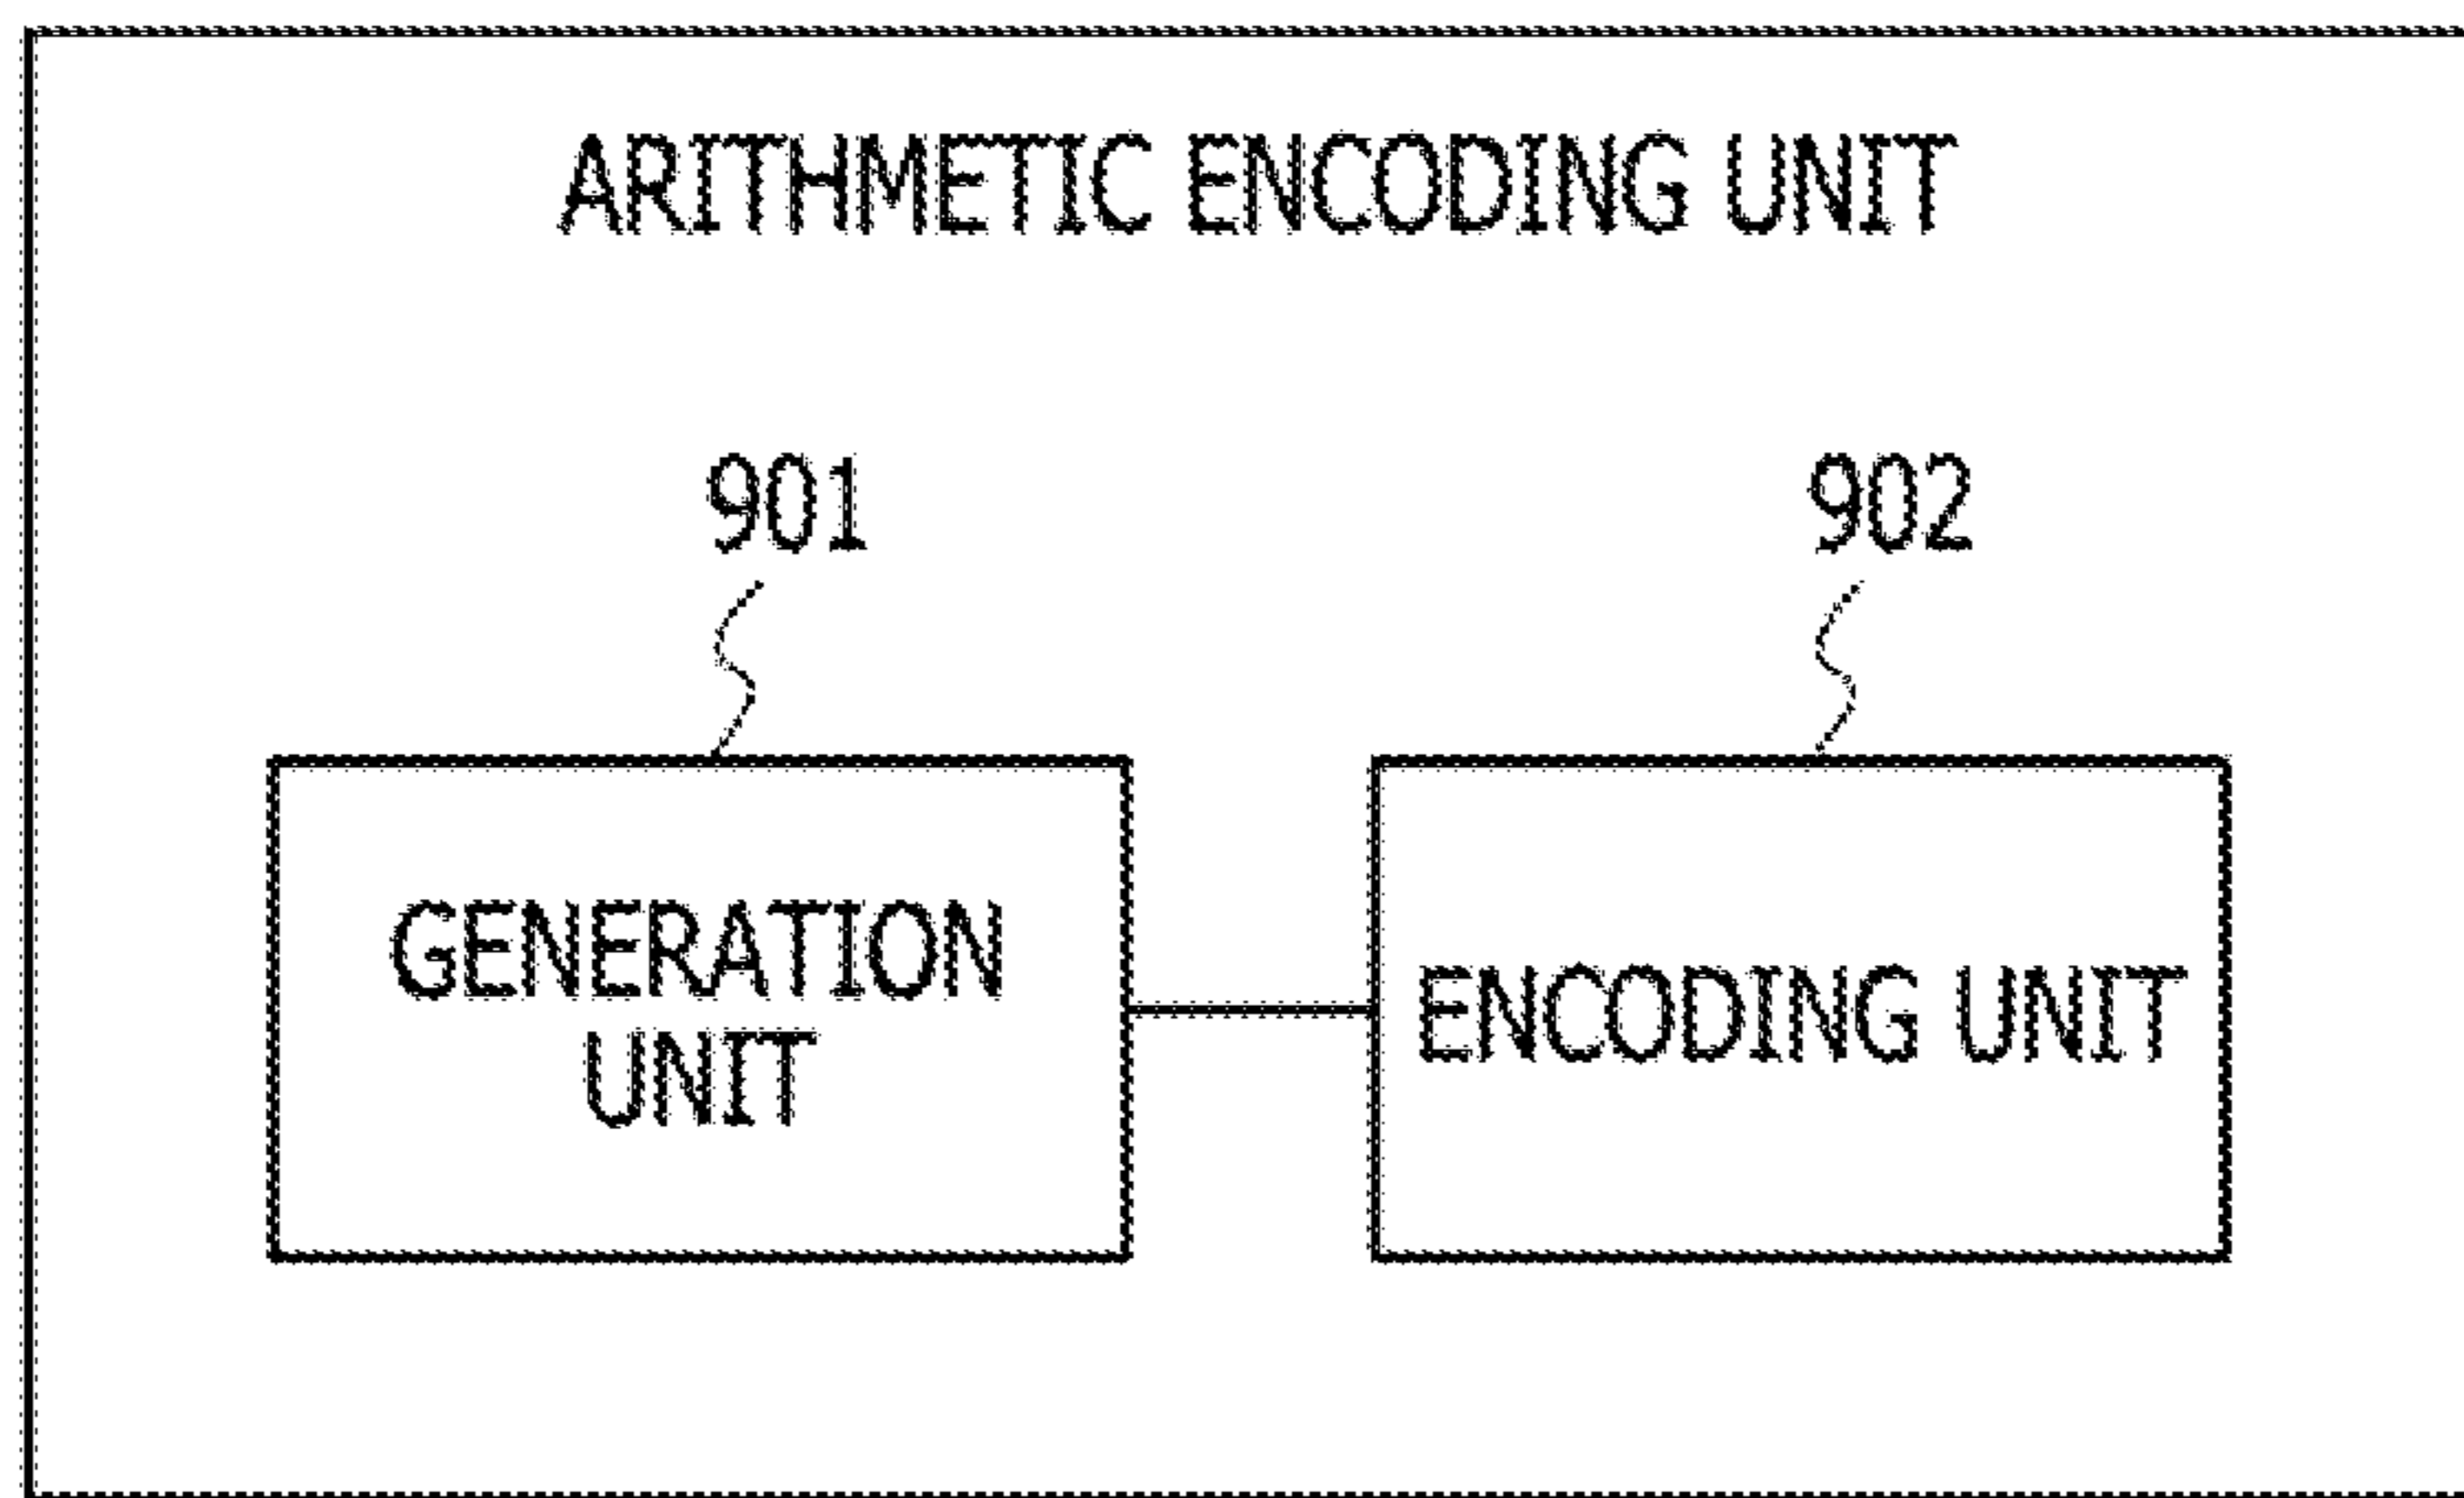 ARITHMETIC ENCODING UNIT
901
902
GENERATION
UNIT
ENCODING UNIT